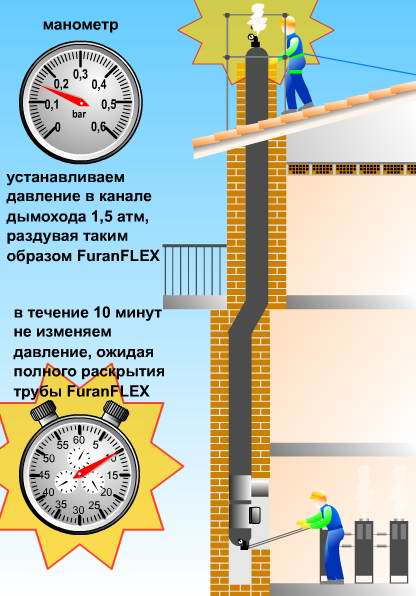 манометр
0,3
0,2 0,4
0,1 0,5
bar
0 0,6
устанавливаем
давление в канале
дымохода 1,5 атм,
раздувая таким
образом FuranFLEX
в течение 10 минут
не изменяем
давление, ожидая
полного раскрытия
трубы FuranFLEX
55 60 5
50
45 15
40 20
35 30 25